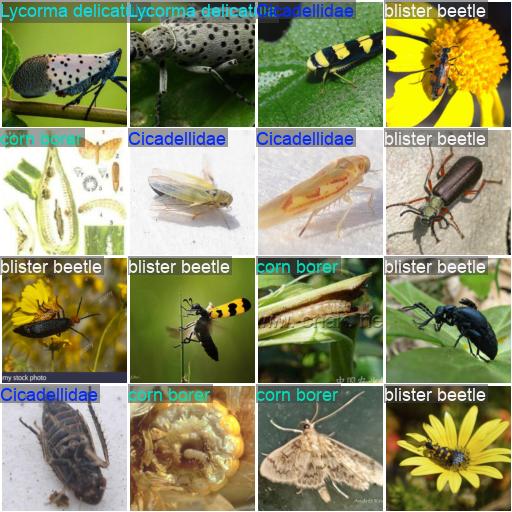 Lycorma delicatu
Lycorma delicatula
Cicadellidae
blister beetle
corn borer
Cicadellidae
Cicadellidae
blister beetle
blister beetle
blister beetle
corn borer
blister beetle
my stock photo
Cicadellidae
corn borer
corn borer
blister beetle